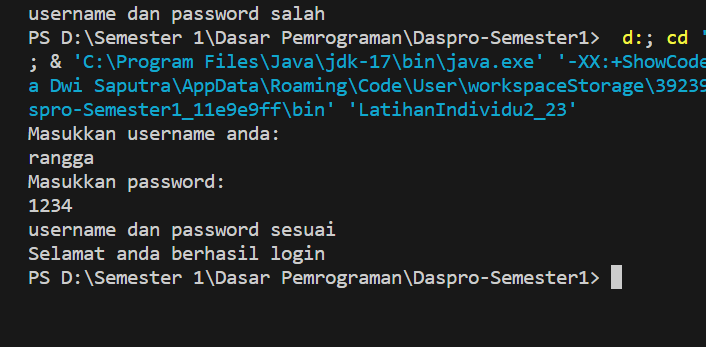 username dan password salah
PS D:\Semester 1\Dasar Pemrograman\Daspro-Semester1>  d:; cd '
; & 'C:\Program Files\Java\jdk-17\bin\java.exe' '-XX:+ShowCode
a Dwi Saputra\AppData\Roaming\Code\User\workspaceStorage\39239
spro-Semester1_11e9e9ff\bin' 'LatihanIndividu2_23'
Masukkan username anda:
rangga
Masukkan password:
1234
username dan password sesuai
Selamat anda berhasil login
PS D:\Semester 1\Dasar Pemrograman\Daspro-Semester1>